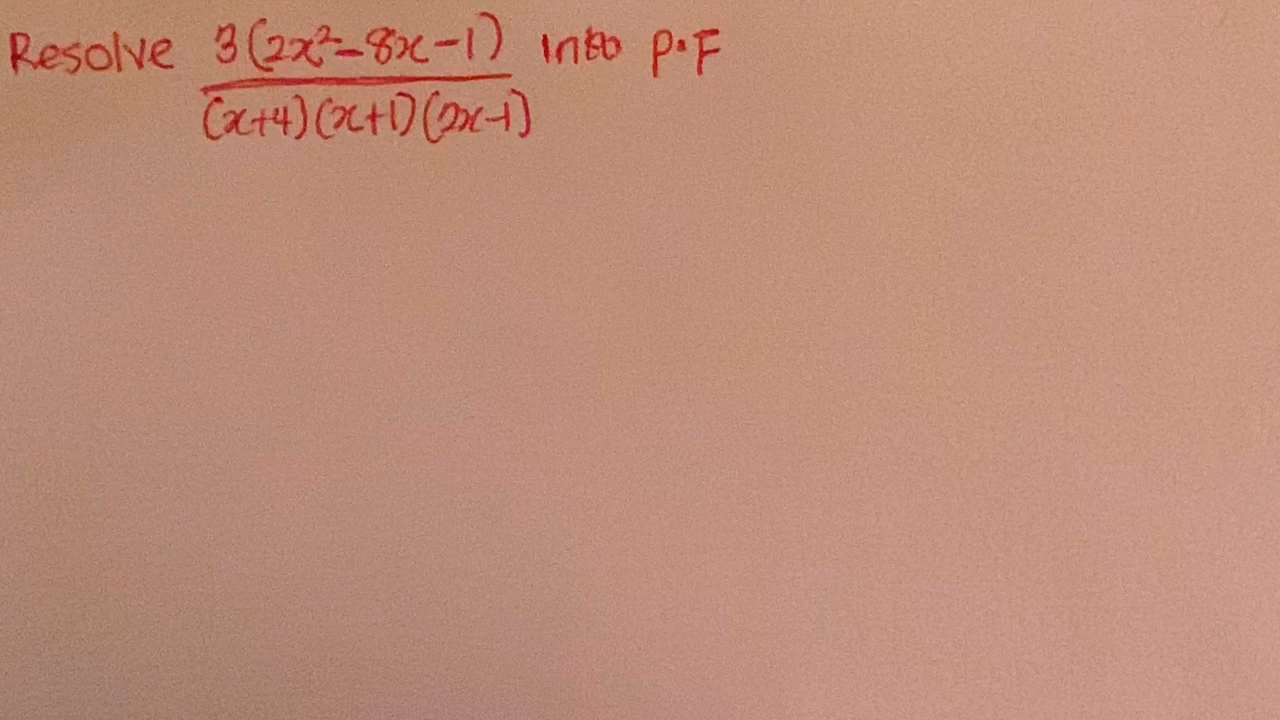 Resolve 3(2x²-8x-1) into P.F
(x+4)(x+1)(2x-1)